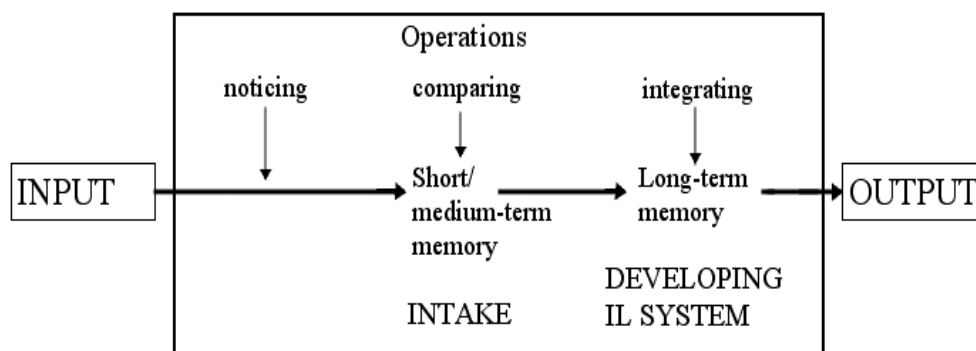 Operations
noticing
comparing
integrating
INPUT
Short/
medium-term
memory
Long-term
memory
OUTPUT
INTAKE
DEVELOPING
IL SYSTEM